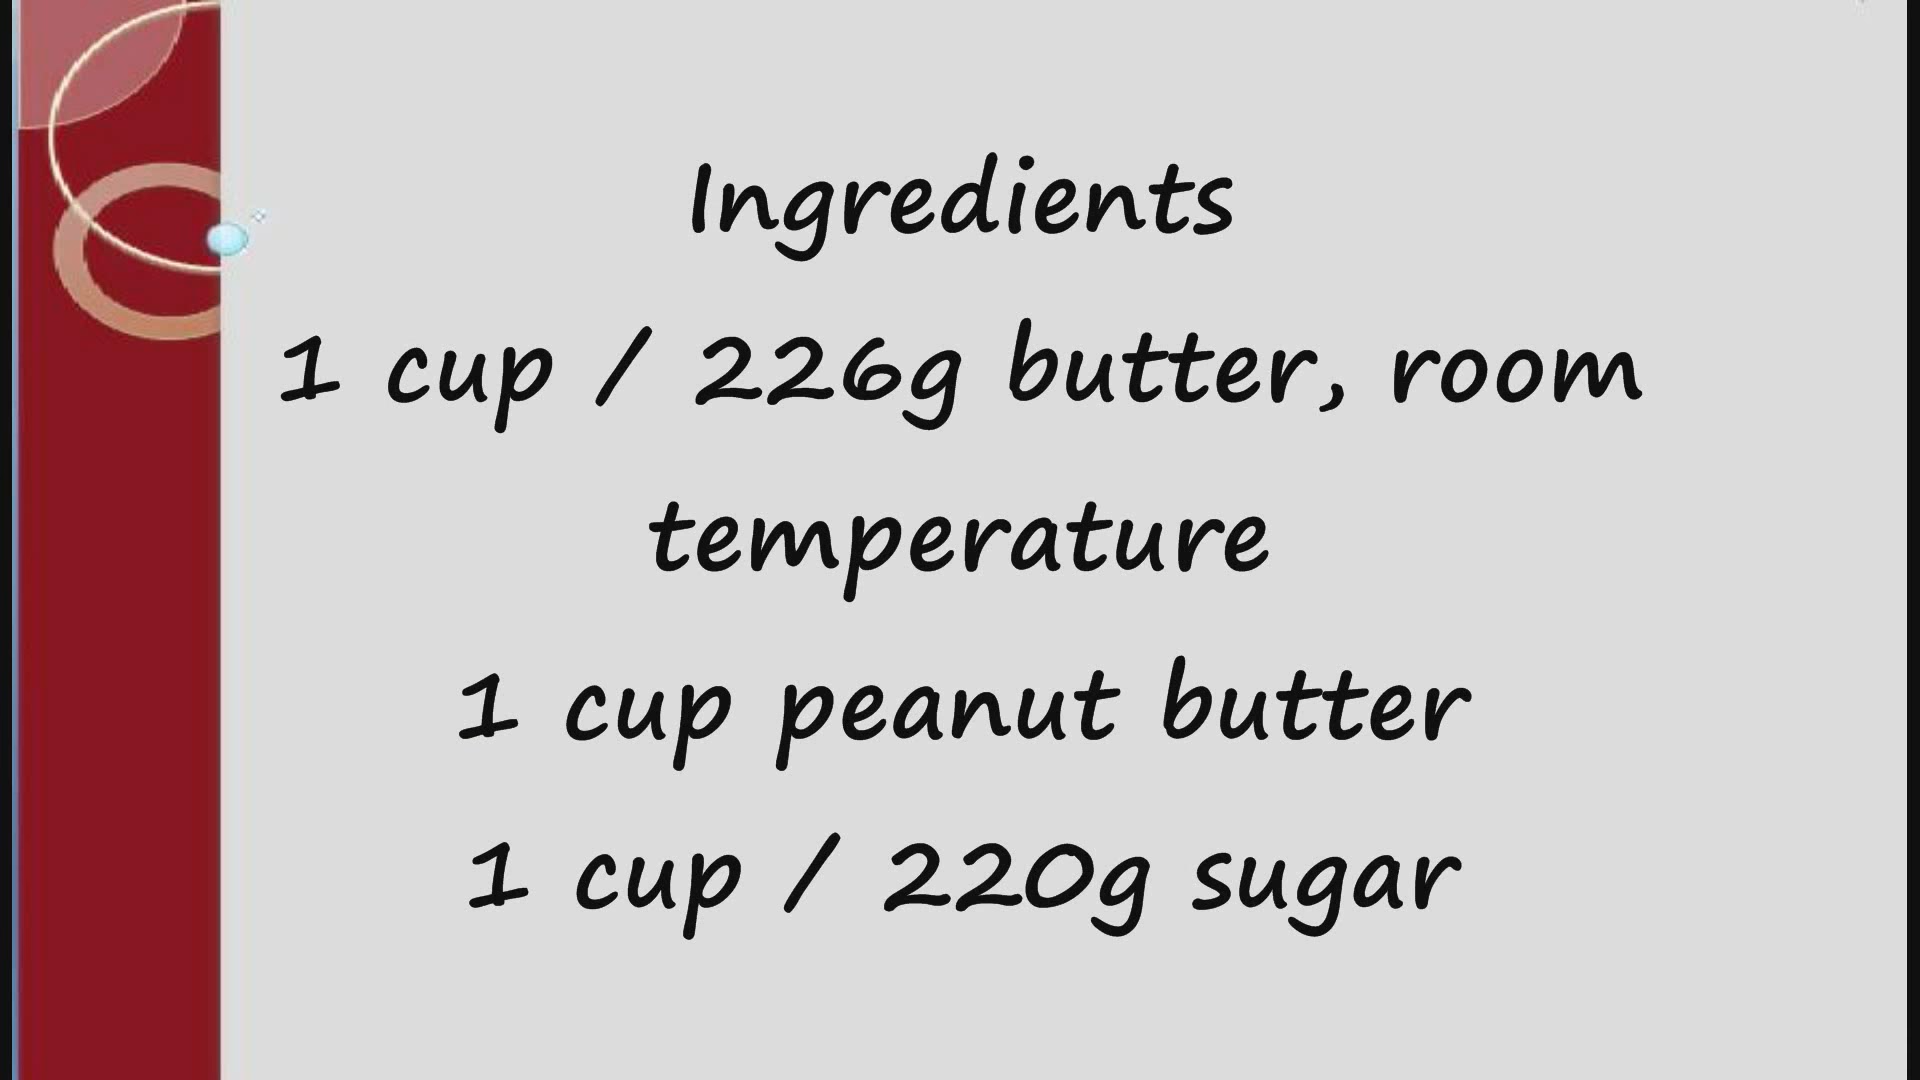 Ingredients
1 cup / 226g butter, room
temperature
1 cup peanut butter
1 cup / 220g sugar